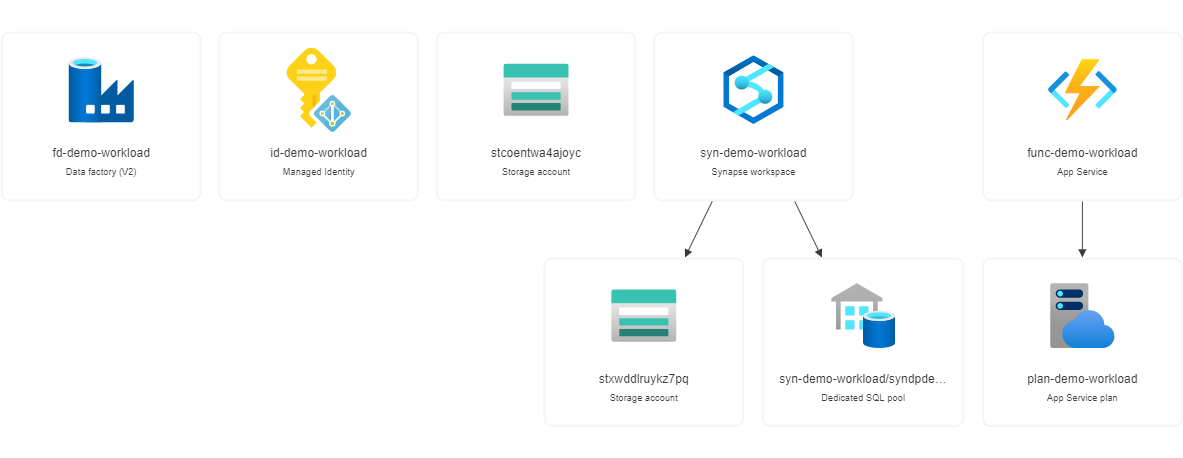 fd-demo-workload
Data factory (V2)
id-demo-workload
Managed Identity
stcoentwa4ajoyc
Storage account
syn-demo-workload
Synapse workspace
func-demo-workload
App Service
stxwddlruykz7pq
Storage account
syn-demo-workload/syndpde...
Dedicated SQL pool
plan-demo-workload
App Service plan